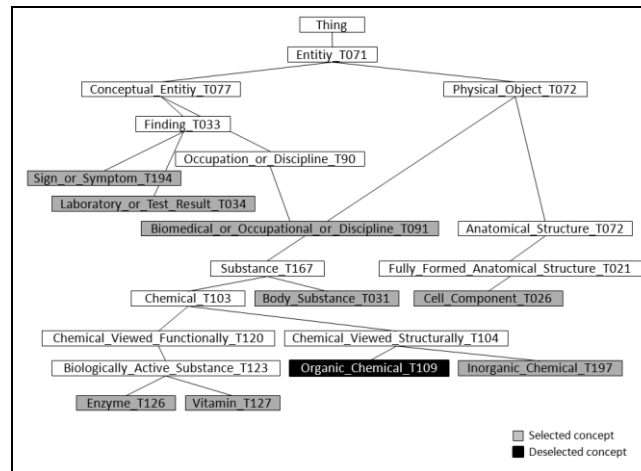 Thing
Entitiy_T071
Conceptual_Entitiy_T077
Physical_Object_T072
Finding_T033
Occupation_or_Discipline_T90
Sign_or_Symptom_T194
Laboratory_or_Test_Result_T034
Biomedical_or_Occupational_or_Discipline_T091
Anatomical_Structure_T072
Substance_T167
Fully_Formed_Anatomical_Structure_T021
Chemical_T103
Body_Substance_T031
Cell_Component_T026
Chemical_Viewed_Functionally_T120
Chemical_Viewed_Structurally_T104
Biologically_Active_Substance_T123
Organic_Chemical_T109
Inorganic_Chemical_T197
Enzyme_T126
Vitamin_T127
Selected concept
Deselected concept